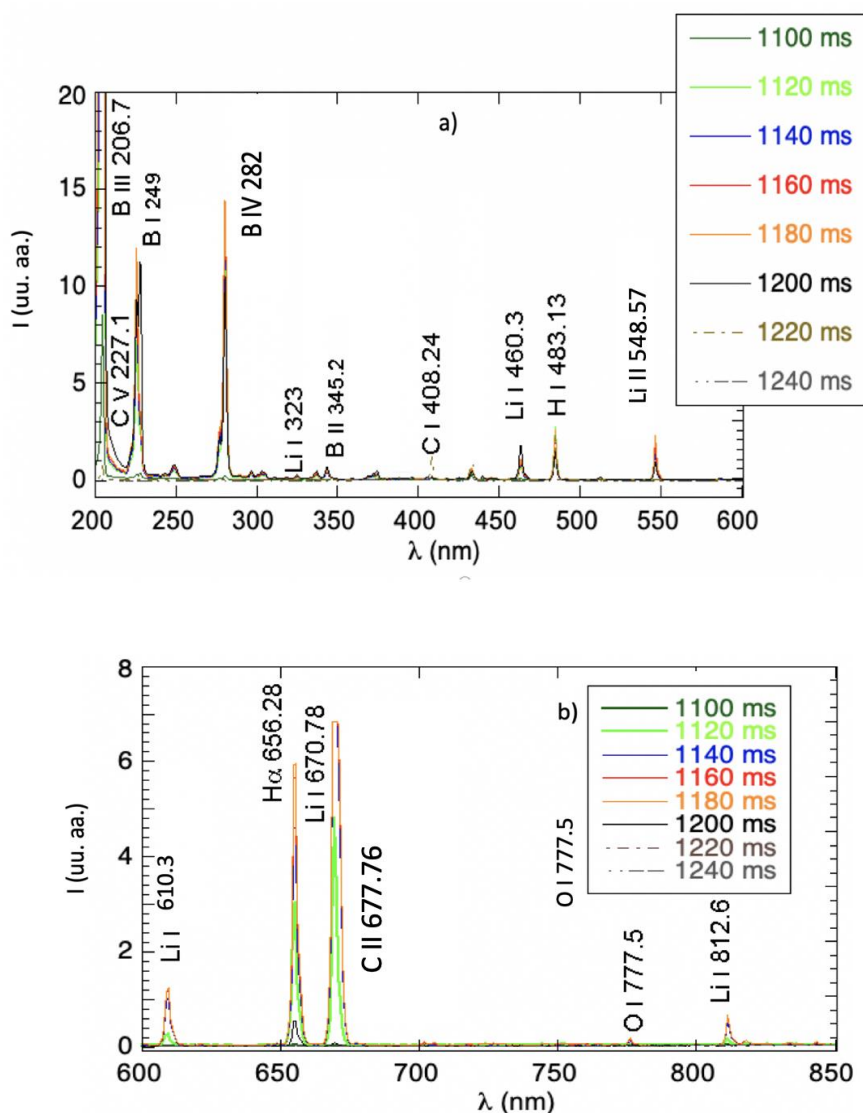 1100 ms
1120 ms
1140 ms
1160 ms
1180 ms
1200 ms
1220 ms
1240 ms
a)
B III 206.7
B I 249
C V 227.1
B IV 282
Li I 323
B II 345.2
C I 408.24
Li I 460.3
H I 483.13
Li II 548.57
I (uu. aa.)
20
15
10
5
0
200 250 300 350 400 450 500 550 600
λ (nm)
b)
1100 ms
1120 ms
1140 ms
1160 ms
1180 ms
1200 ms
1220 ms
1240 ms
Li I 610.3
Hα 656.28
Li I 670.78
C II 677.76
O I 777.5
O I 777.5
Li I 812.6
I (uu. aa.)
8
6
4
2
0
600 650 700 750 800 850
λ (nm)